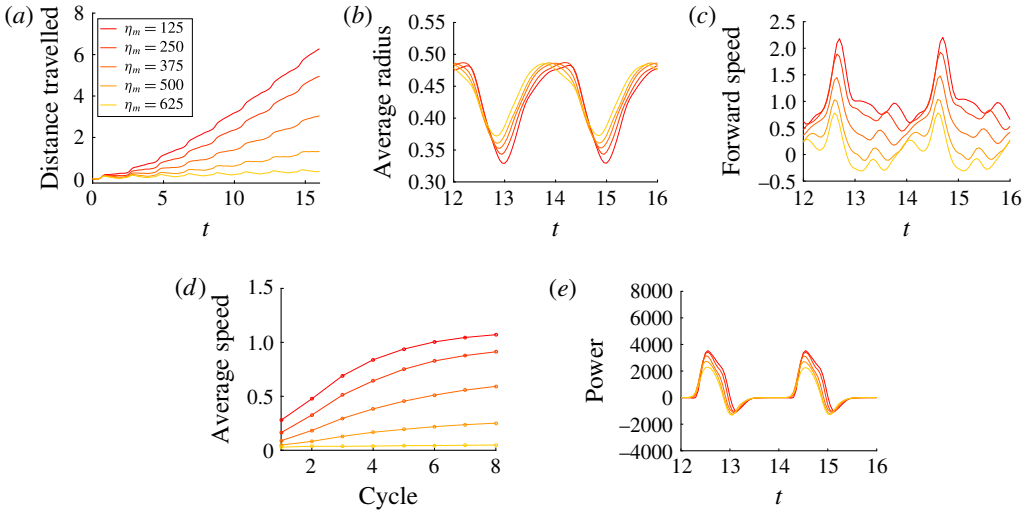 (a)
8
6
4
2
0
0 5 10 15
Distance travelled
t
η_m = 125
η_m = 250
η_m = 375
η_m = 500
η_m = 625
(b)
0.55
0.50
0.45
0.40
0.35
0.30
12 13 14 15 16
Average radius
t
(c)
2.5
2.0
1.5
1.0
0.5
0
−0.5
12 13 14 15 16
Forward speed
t
(d)
1.5
1.0
0.5
0
2 4 6 8
Average speed
Cycle
(e)
8000
6000
4000
2000
0
−2000
−4000
12 13 14 15 16
Power
t